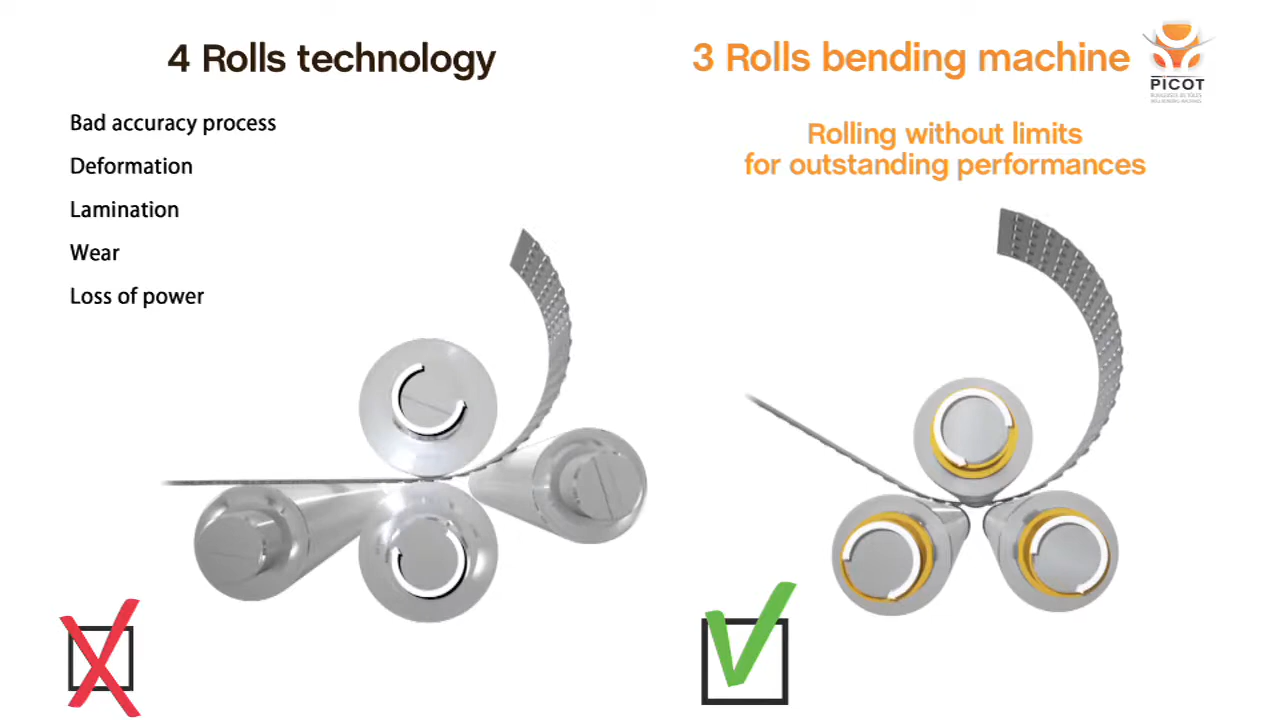 4 Rolls technology
Bad accuracy process
Deformation
Lamination
Wear
Loss of power
3 Rolls bending machine
PICOT
Rolling without limits
for outstanding performances